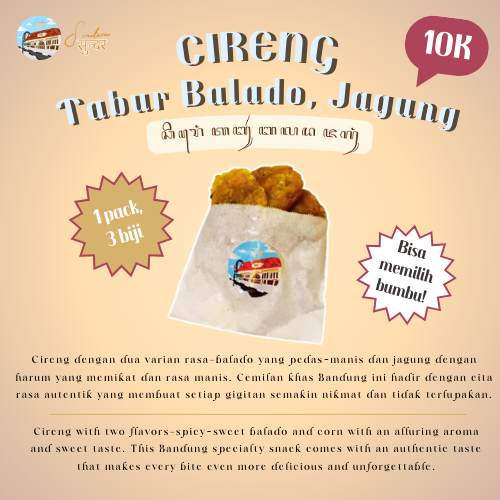 Sundara
सुन्दर
CIRENG
10K
Tabur Balado, Jagung
1 pack,
3 biji
Bisa
memilih
bumbu!
Cireng dengan dua varian rasa-balado yang pedas-manis dan jagung dengan
harum yang memikat dan rasa manis. Cemilan khas Bandung ini hadir dengan cita
rasa autentik yang membuat setiap gigitan semakin nikmat dan tidak terlupakan.
Cireng with two flavors-spicy-sweet balado and corn with an alluring aroma
and sweet taste. This Bandung specialty snack comes with an authentic taste
that makes every bite even more delicious and unforgettable.